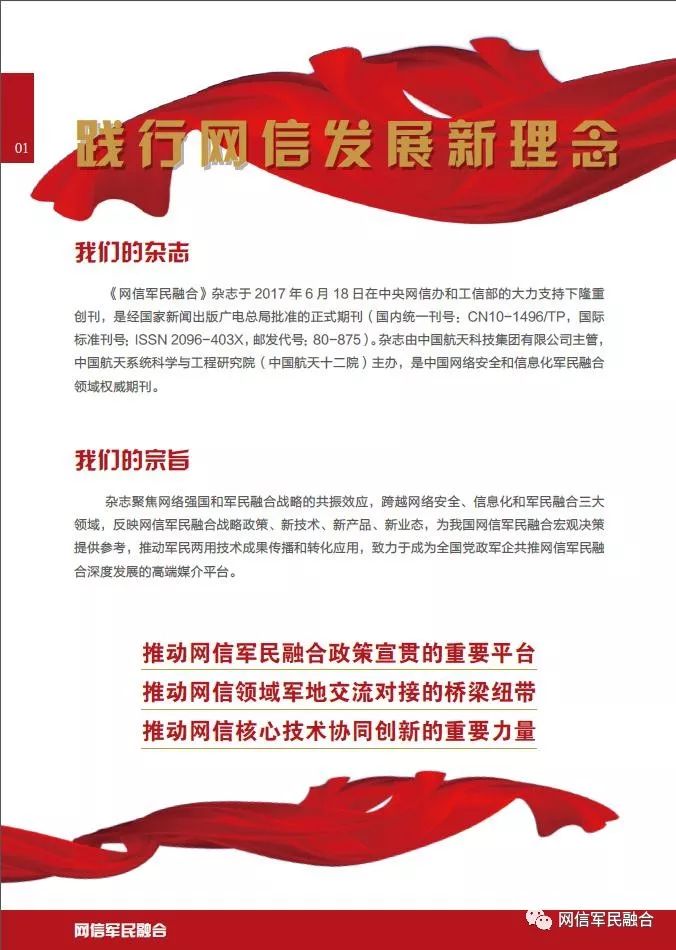 01
践行网信发展新理念
我们的杂志
《网信军民融合》杂志于 2017 年 6 月 18 日在中央网信办和工信部的大力支持下隆重
创刊，是经国家新闻出版广电总局批准的正式期刊（国内统一刊号：CN10-1496/TP，国际
标准刊号；ISSN 2096-403X，邮发代号；80-875）。杂志由中国航天科技集团有限公司主管，
中国航天系统科学与工程研究院（中国航天十二院）主办，是中国网络安全和信息化军民融合
领域权威期刊。
我们的宗旨
杂志聚焦网络强国和军民融合战略的共振效应，跨越网络安全、信息化和军民融合三大
领域，反映网信军民融合战略政策、新技术、新产品、新业态，为我国网信军民融合宏观决策
提供参考，推动军民两用技术成果传播和转化应用，致力于成为全国党政军企共推网信军民融
合深度发展的高端媒介平台。
推动网信军民融合政策宣贯的重要平台
推动网信领域军地交流对接的桥梁纽带
推动网信核心技术协同创新的重要力量
网信军民融合
网信军民融合